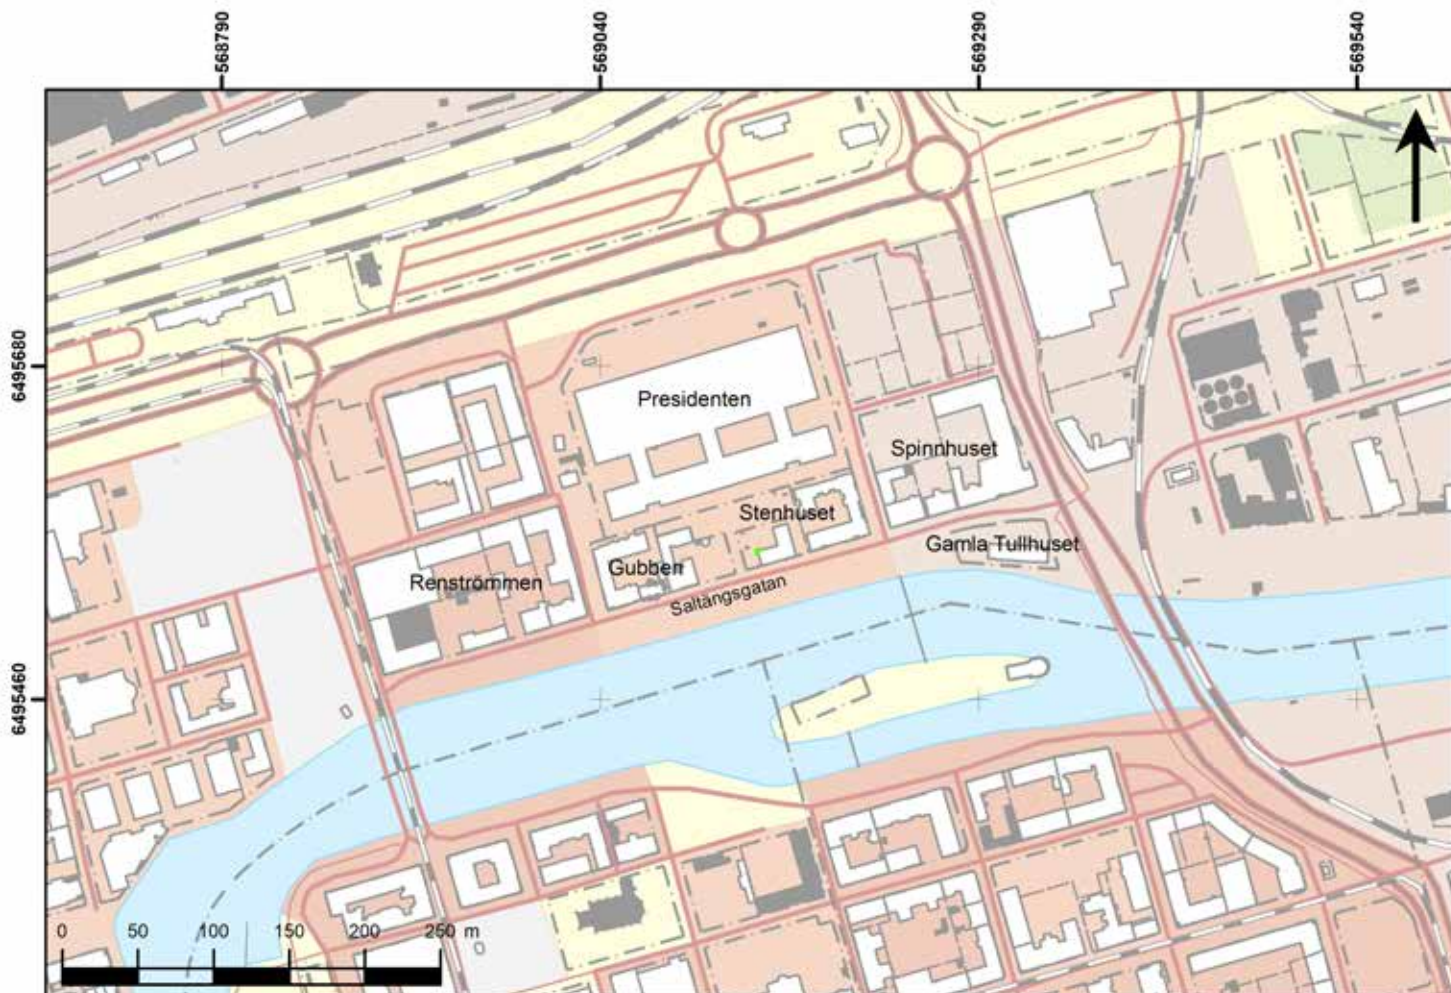 568790
569040
569290
569540
6495680
Presidenten
Spinnhuset
Stenhuset
Gamla Tullhuset
Gubben
Renströmmen
Saltängsgatan
6495460
0 50 100 150 200 250 m